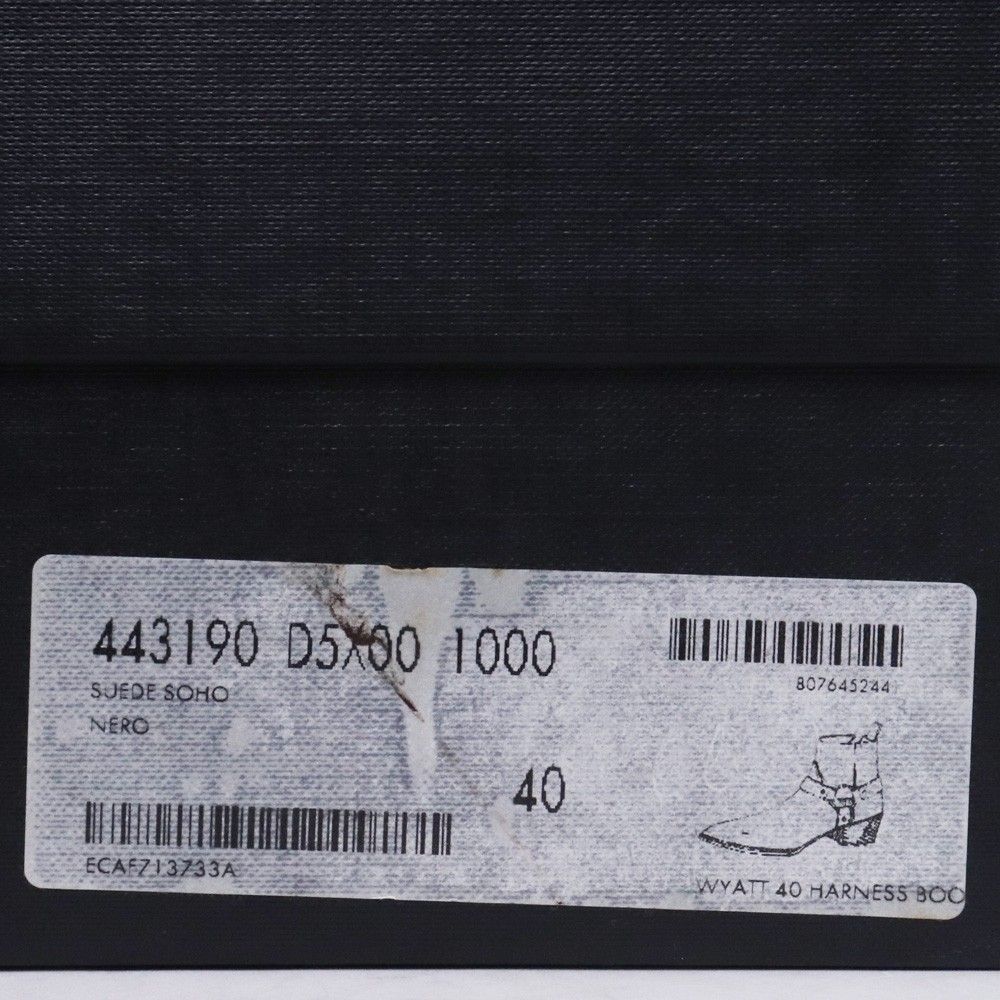 443190 D5X00 1000
SUEDE SOHO
NERO
807645244
40
ECAF713733A
WYATT 40 HARNESS BOO